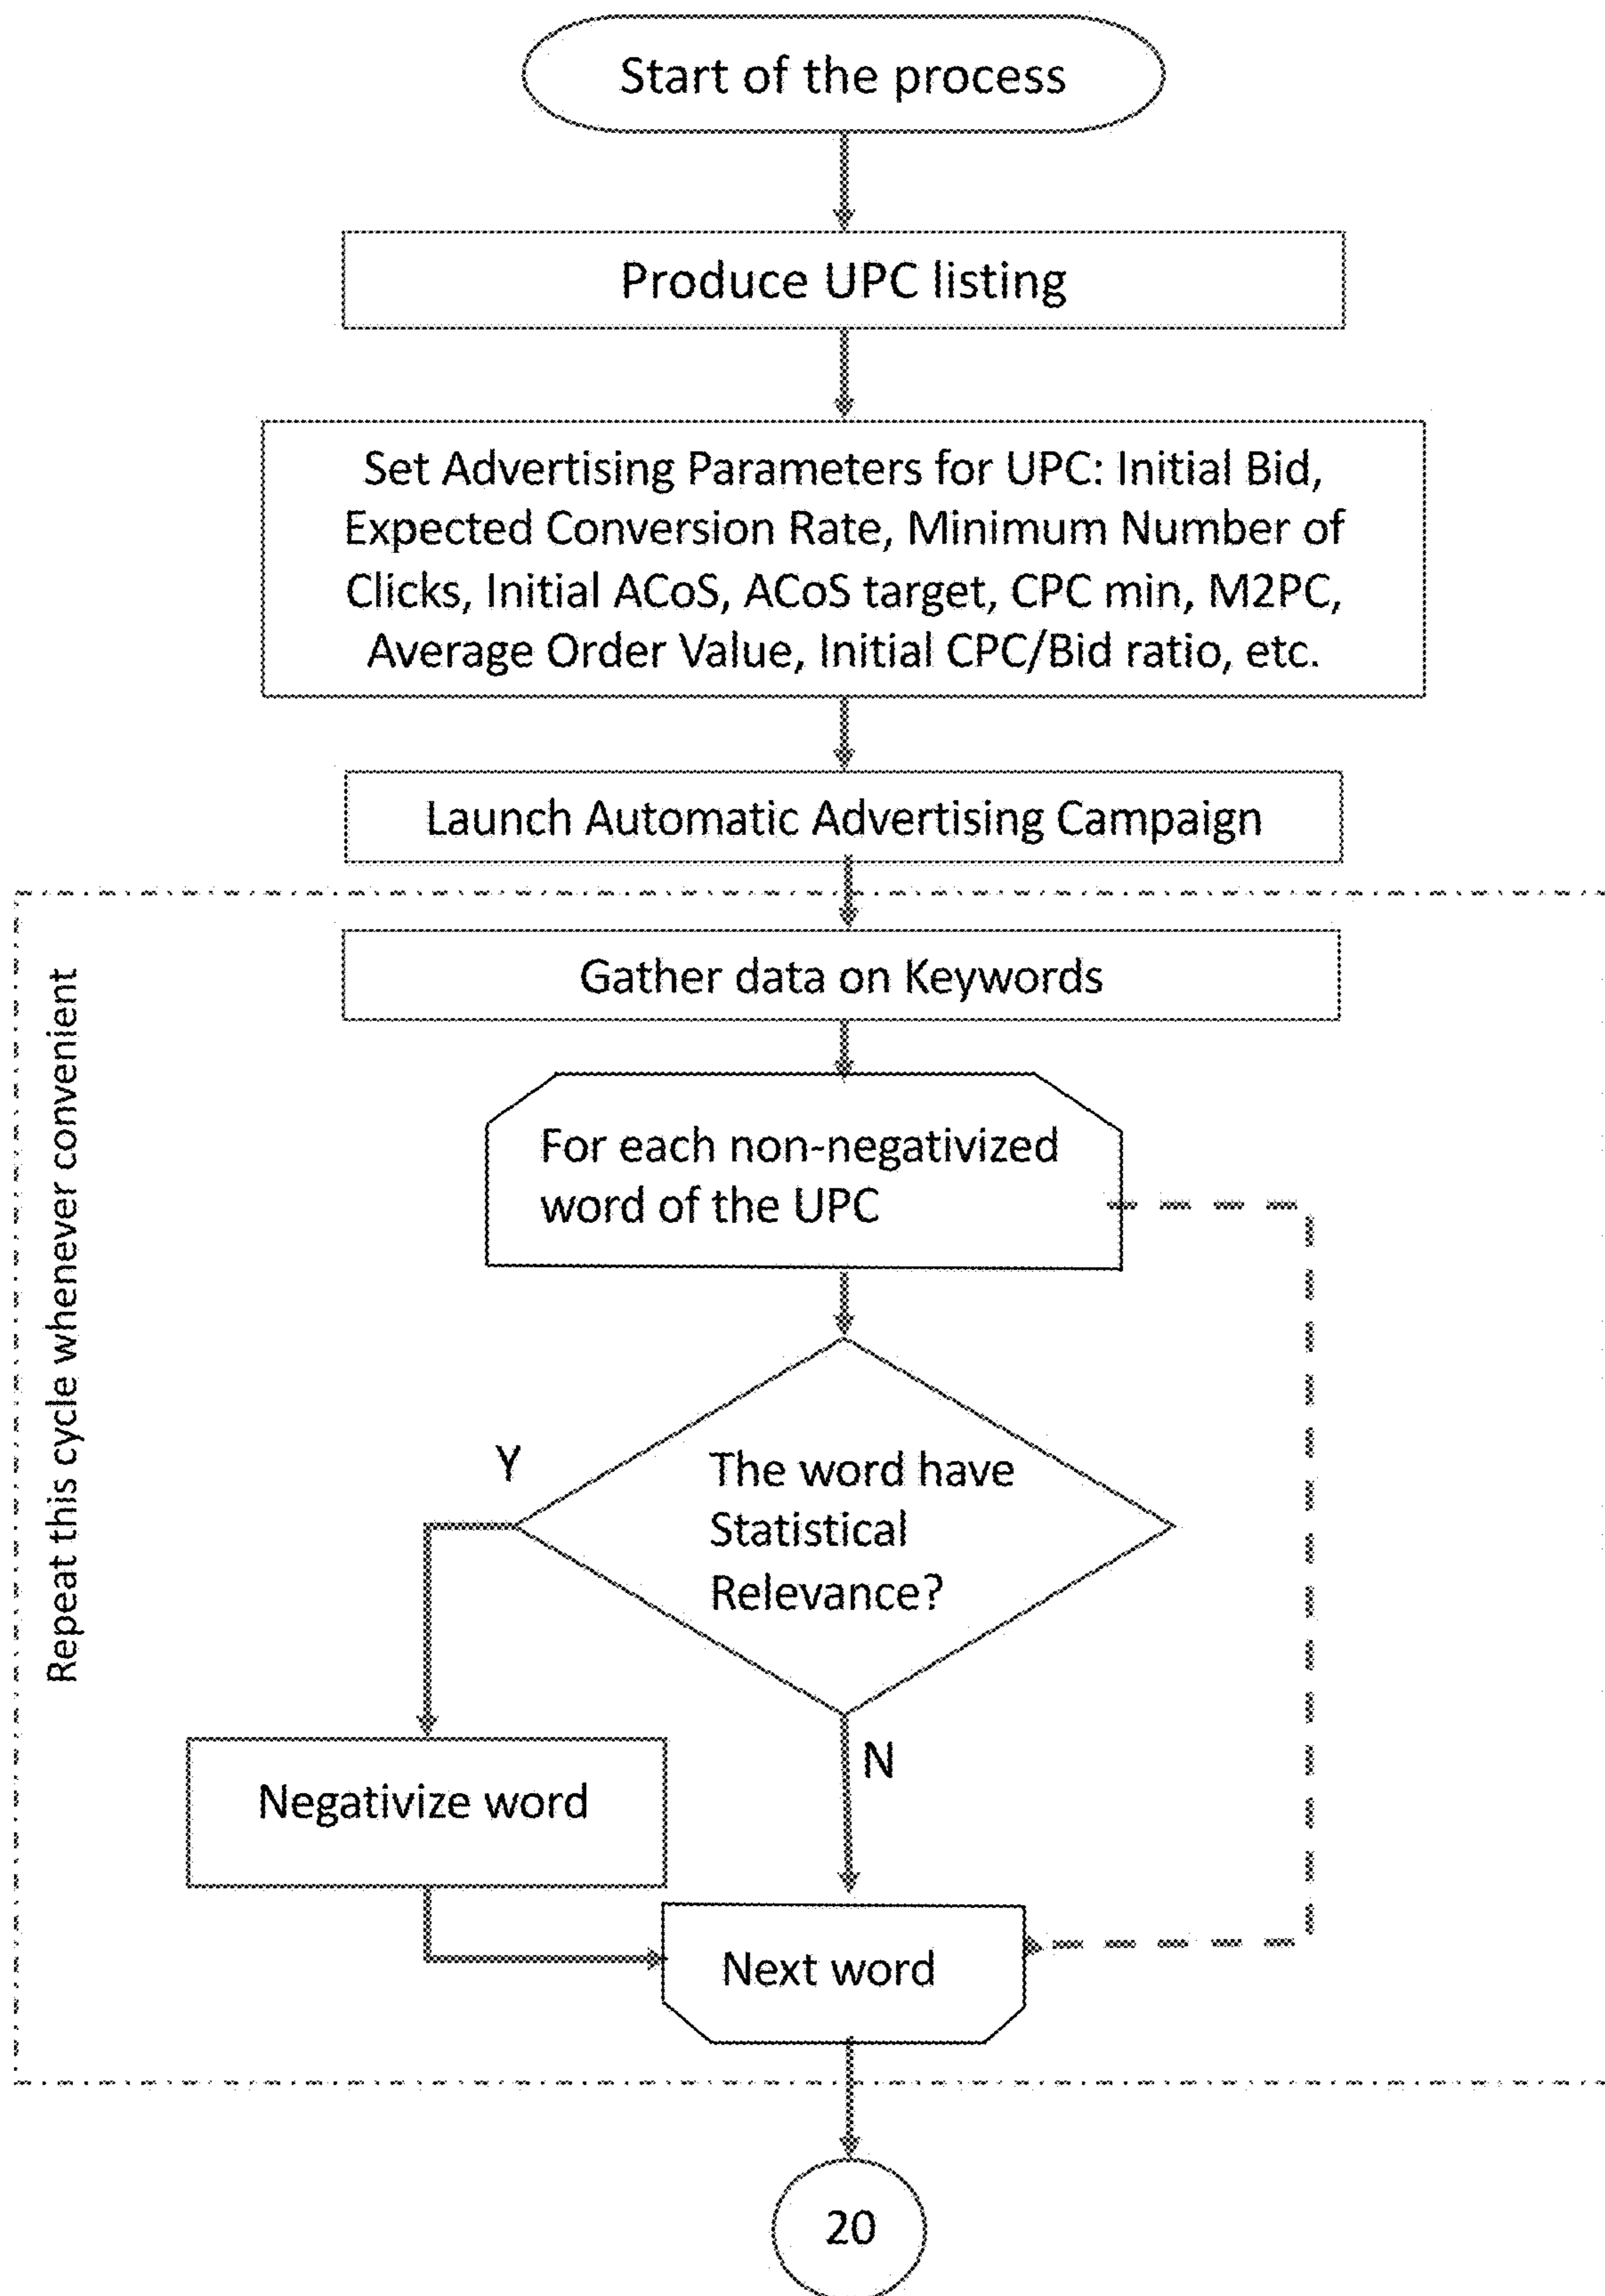 Start of the process
Produce UPC listing
Set Advertising Parameters for UPC: Initial Bid,
Expected Conversion Rate, Minimum Number of
Clicks, Initial ACoS, ACoS target, CPC min, M2PC,
Average Order Value, Initial CPC/Bid ratio, etc.
Launch Automatic Advertising Campaign
Repeat this cycle whenever convenient
Gather data on Keywords
For each non-negativized
word of the UPC
The word have
Statistical
Relevance?
Y
N
Negativize word
Next word
20